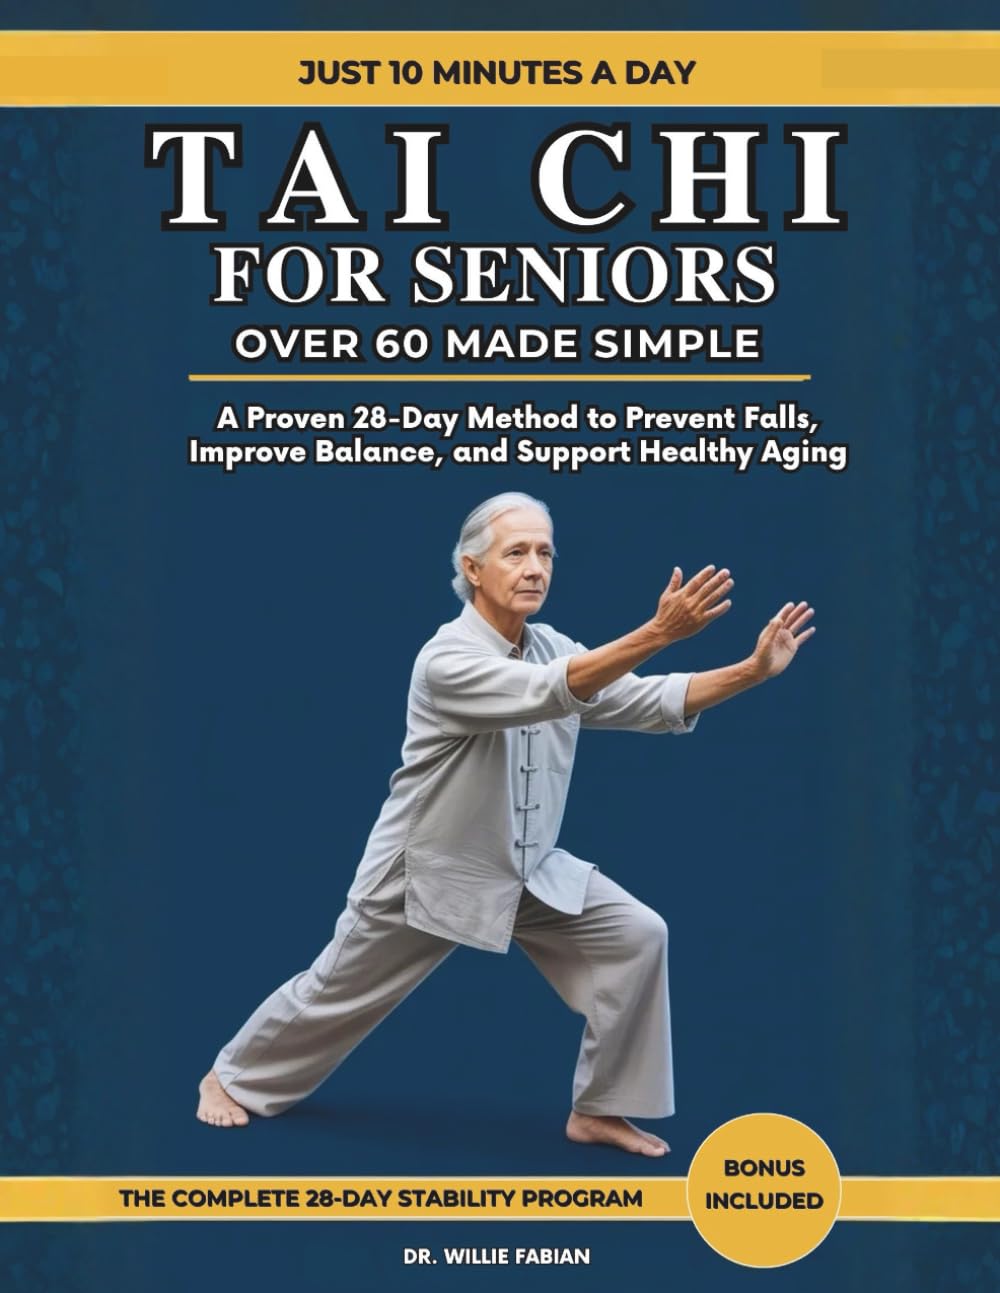 JUST 10 MINUTES A DAY
TAI CHI
FOR SENIORS
OVER 60 MADE SIMPLE
A Proven 28-Day Method to Prevent Falls,
Improve Balance, and Support Healthy Aging
BONUS
INCLUDED
THE COMPLETE 28-DAY STABILITY PROGRAM
DR. WILLIE FABIAN